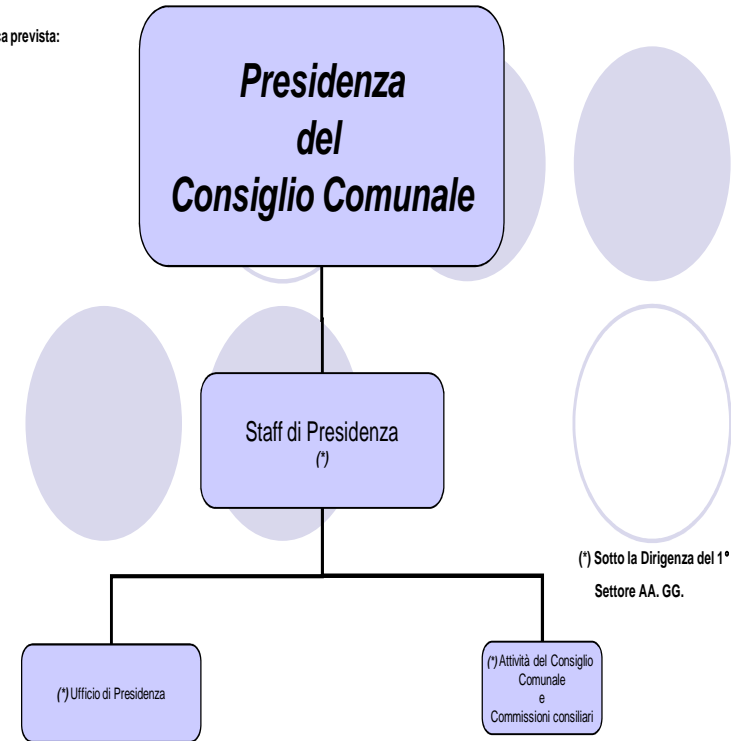 prevista:
Presidenza
del
Consiglio Comunale
Staff di Presidenza
(*)
(*) Sotto la Dirigenza del 1°
Settore AA. GG.
(*) Ufficio di Presidenza
(*) Attività del Consiglio
Comunale
e
Commissioni consiliari